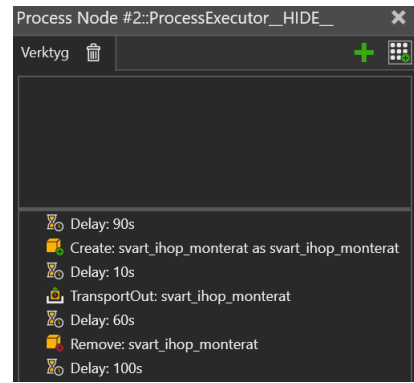 Process Node #2::ProcessExecutor__HIDE__
Verktyg
Delay: 90s
Create: svart_ihop_monterat as svart_ihop_monterat
Delay: 10s
TransportOut: svart_ihop_monterat
Delay: 60s
Remove: svart_ihop_monterat
Delay: 100s